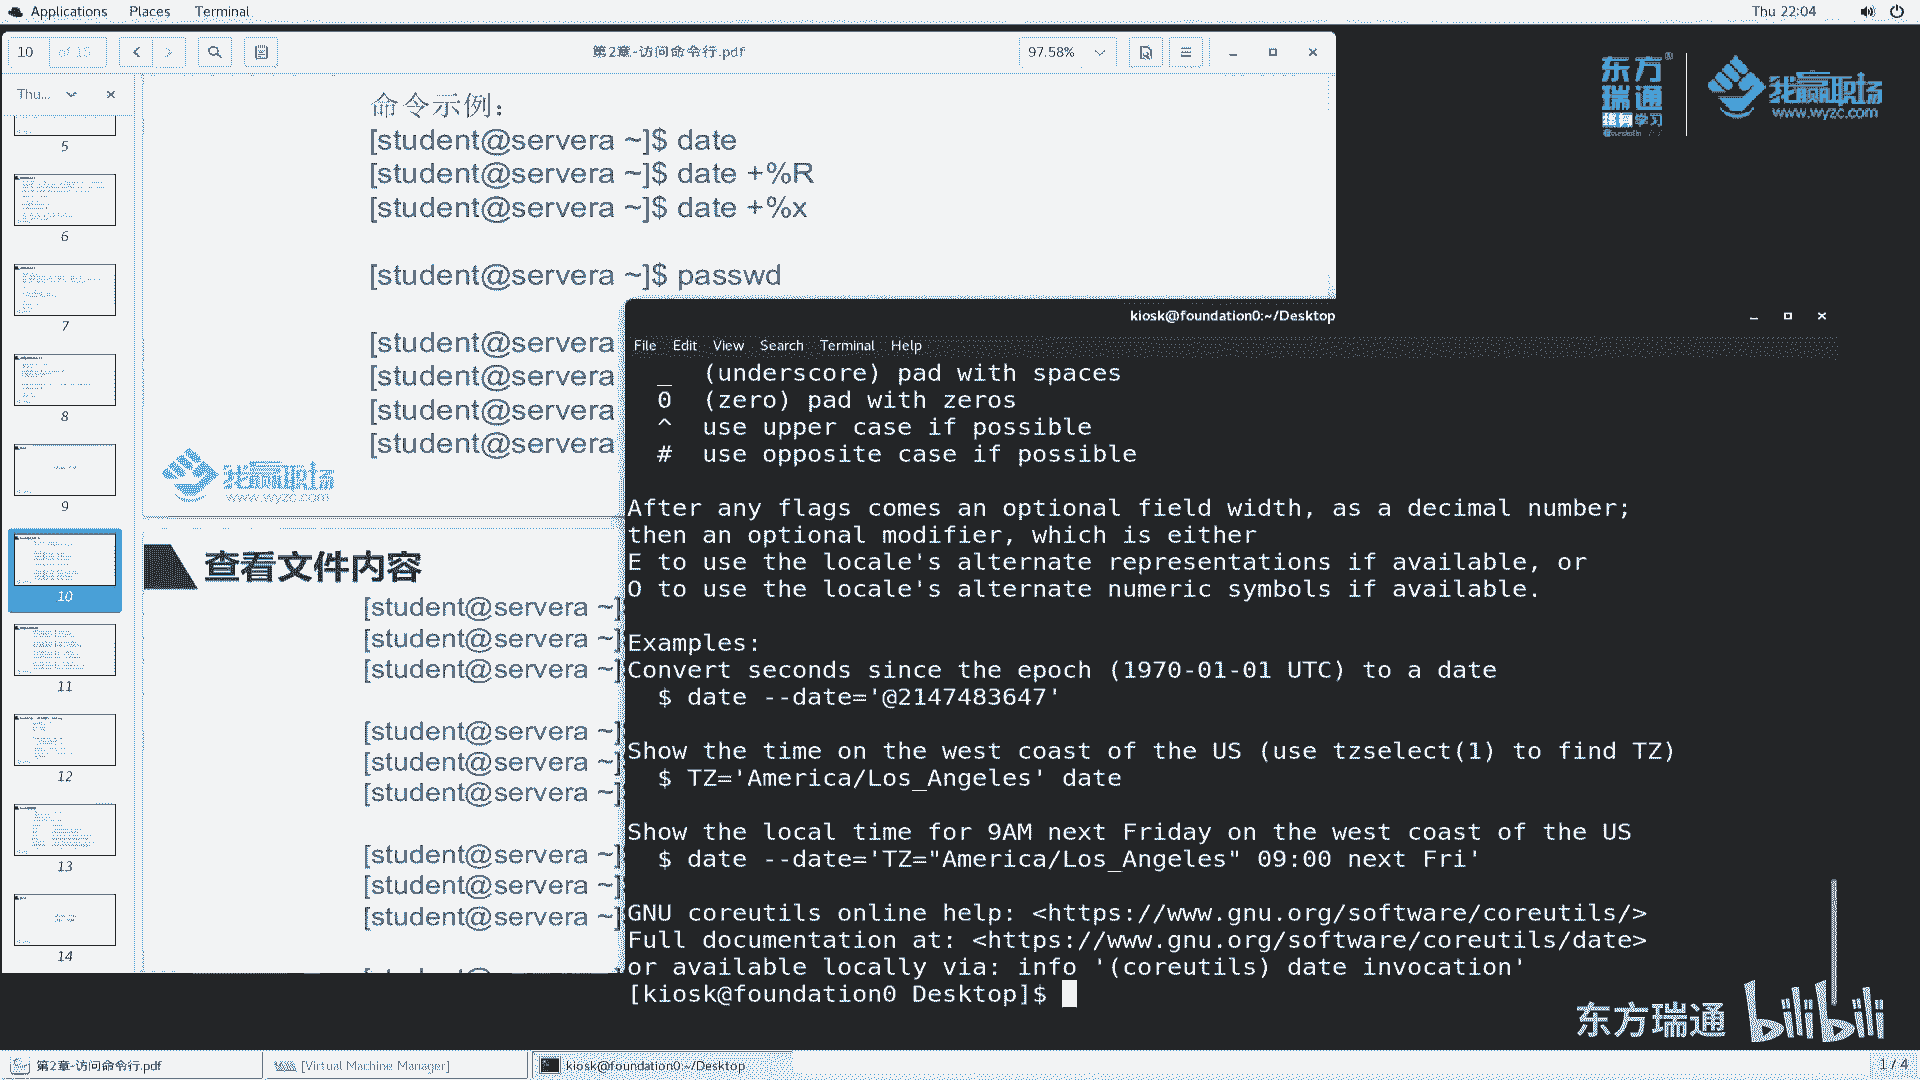 Applications Places Terminal
Thu 22:04
10 of 15
第2章-访问命令行.pdf
97.58%
Thu...
5
6
7
8
9
10
11
12
13
14
命令示例：
[student@servera ~]$ date
[student@servera ~]$ date +%R
[student@servera ~]$ date +%x
[student@servera ~]$ passwd
[student@servera
[student@servera
[student@servera
[student@servera
我赢职场
www.wyzc.com
查看文件内容
[student@servera ~]
[student@servera ~]
[student@servera ~]
[student@servera ~]
[student@servera ~]
[student@servera ~]
[student@servera ~]
[student@servera ~]
[student@servera ~]
东方
瑞通
学习
我赢职场
www.wyzc.com
kiosk@foundation0:~/Desktop
File Edit View Search Terminal Help
_ (underscore) pad with spaces
0 (zero) pad with zeros
^ use upper case if possible
# use opposite case if possible
After any flags comes an optional field width, as a decimal number;
then an optional modifier, which is either
E to use the locale's alternate representations if available, or
O to use the locale's alternate numeric symbols if available.
Examples:
Convert seconds since the epoch (1970-01-01 UTC) to a date
$ date --date='@2147483647'
Show the time on the west coast of the US (use tzselect(1) to find TZ)
$ TZ='America/Los_Angeles' date
Show the local time for 9AM next Friday on the west coast of the US
$ date --date='TZ="America/Los_Angeles" 09:00 next Fri'
GNU coreutils online help: <https://www.gnu.org/software/coreutils/>
Full documentation at: <https://www.gnu.org/software/coreutils/date>
or available locally via: info '(coreutils) date invocation'
[kiosk@foundation0 Desktop]$
东方瑞通 bilibili
第2章-访问命令行.pdf
[Virtual Machine Manager]
kiosk@foundation0:~/Desktop
1 / 4